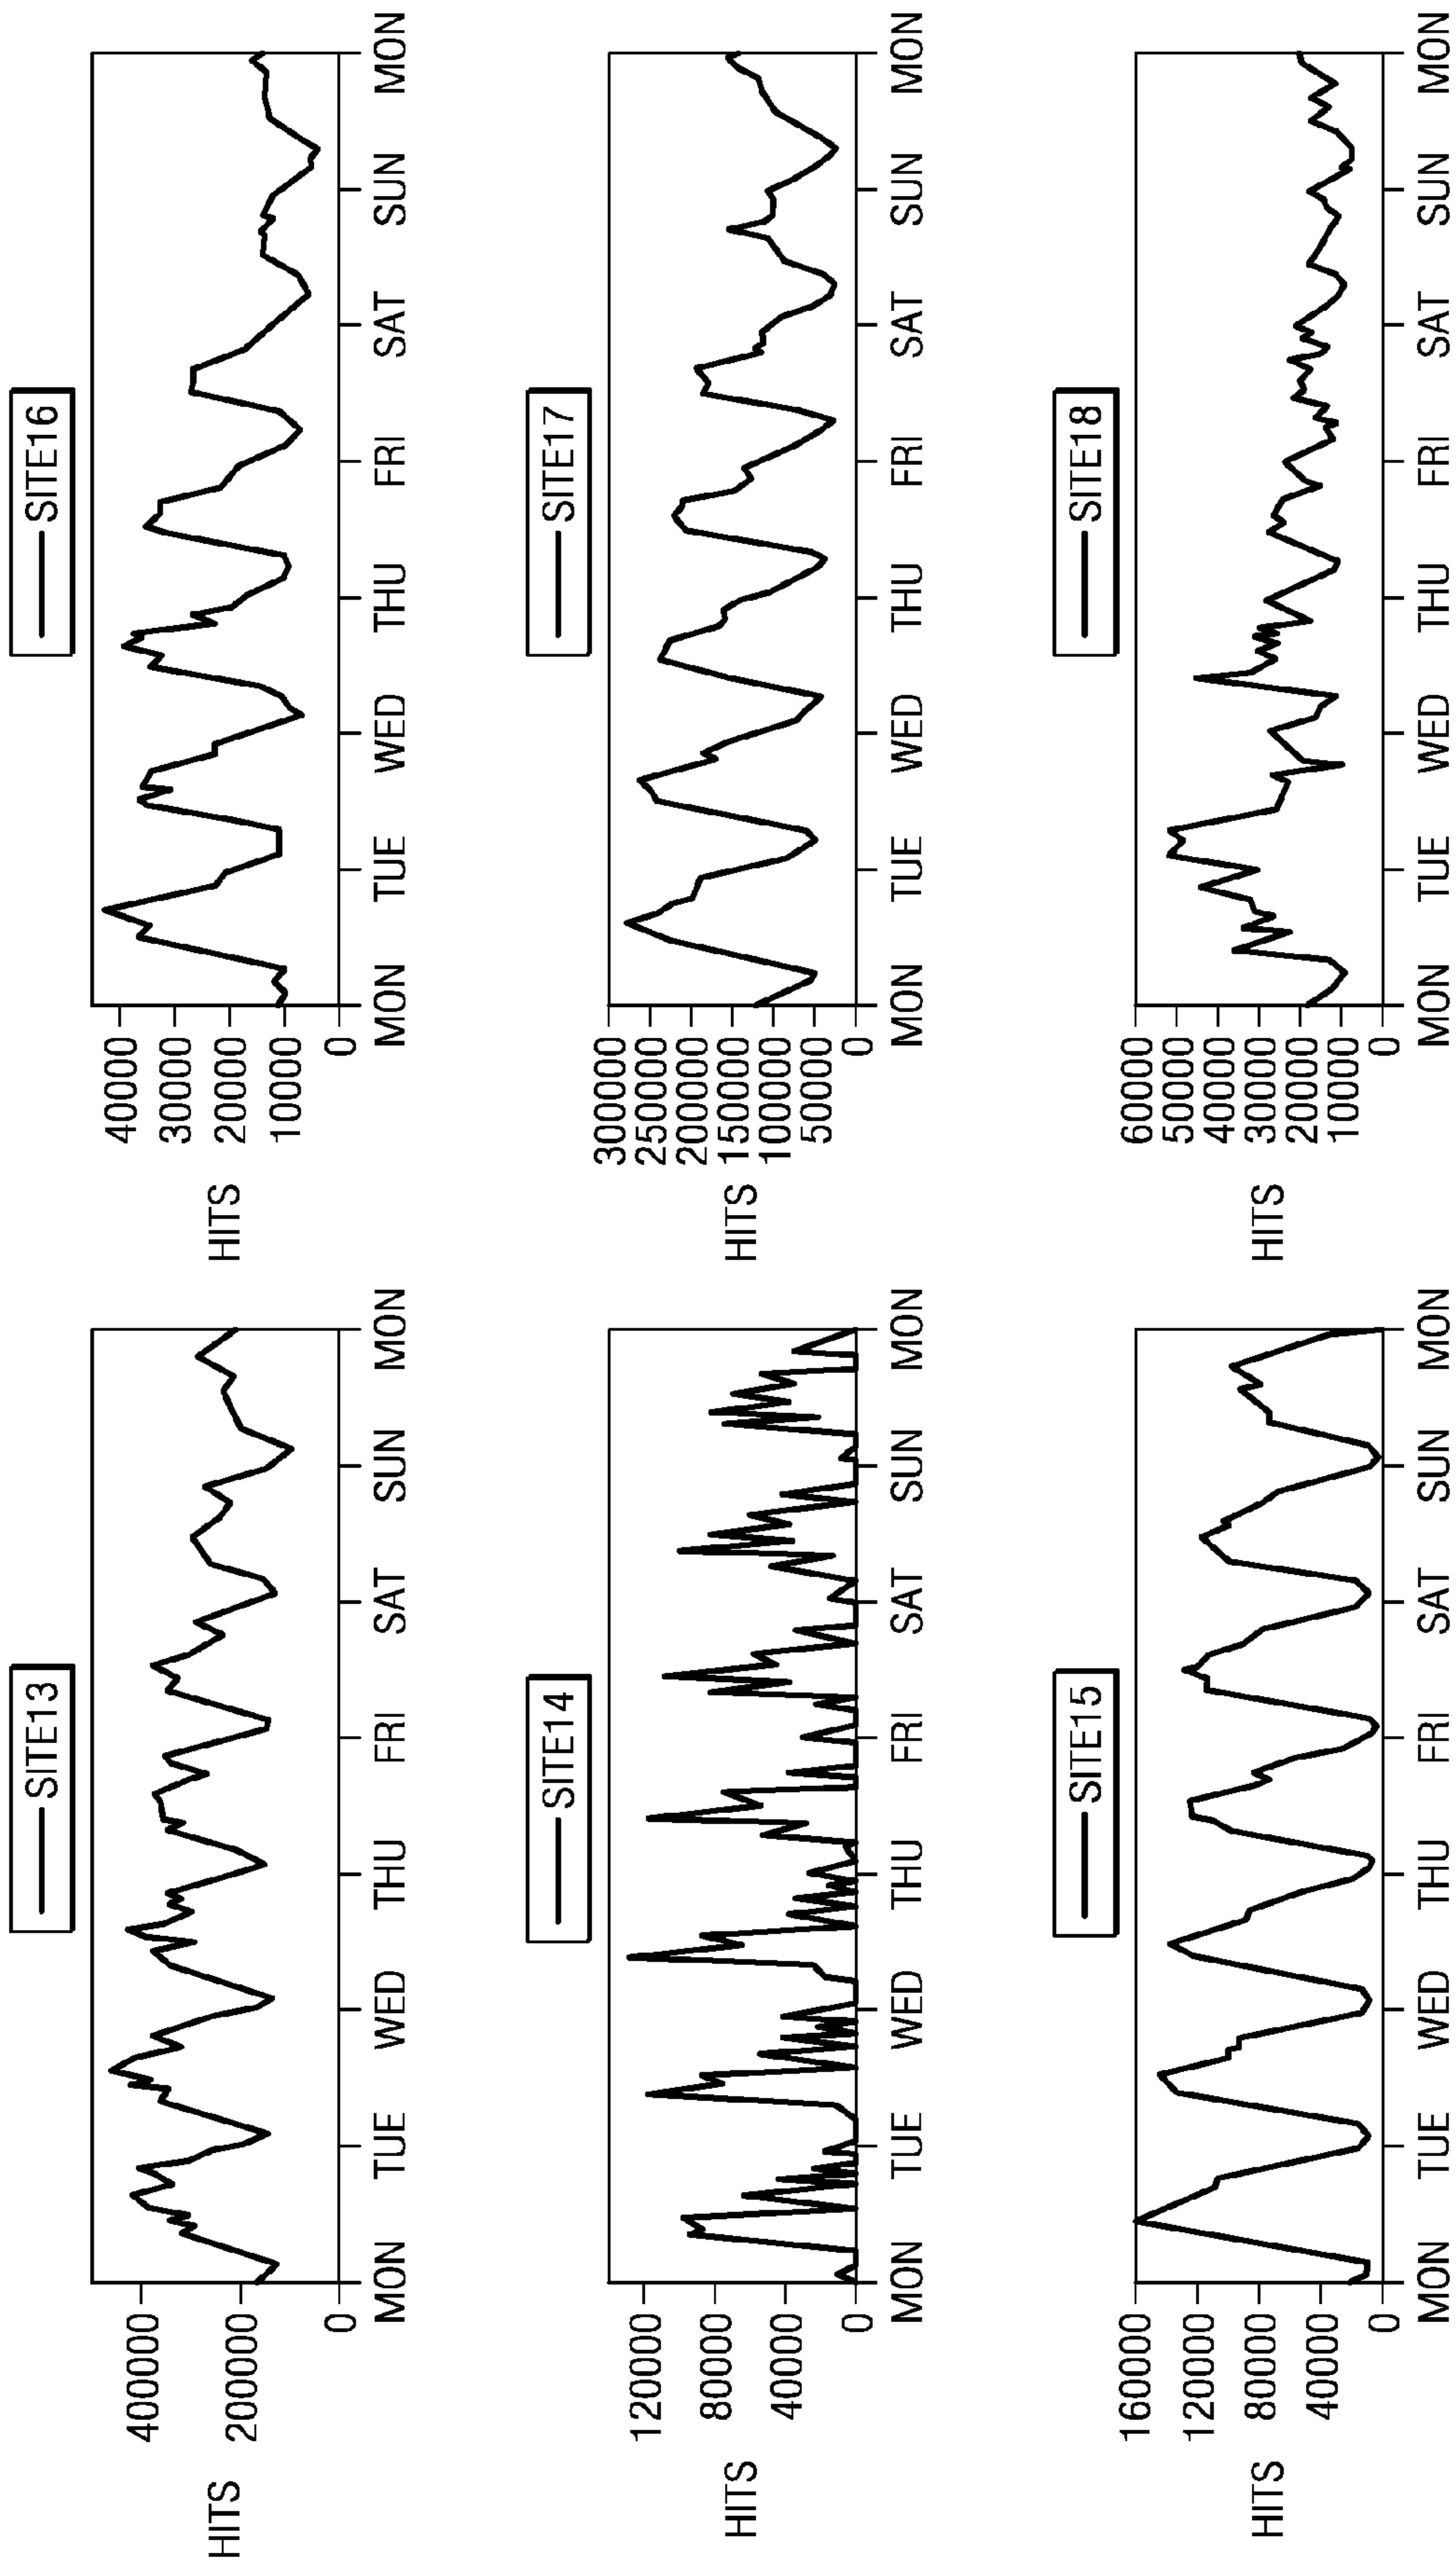 SITE13
HITS
400000
200000
0
MON TUE WED THU FRI SAT SUN MON
SITE16
HITS
40000
30000
20000
10000
0
MON TUE WED THU FRI SAT SUN MON
SITE14
HITS
120000
80000
40000
0
MON TUE WED THU FRI SAT SUN MON
SITE17
HITS
300000
250000
200000
150000
100000
50000
0
MON TUE WED THU FRI SAT SUN MON
SITE15
HITS
160000
120000
80000
40000
0
MON TUE WED THU FRI SAT SUN MON
SITE18
HITS
60000
50000
40000
30000
20000
10000
0
MON TUE WED THU FRI SAT SUN MON